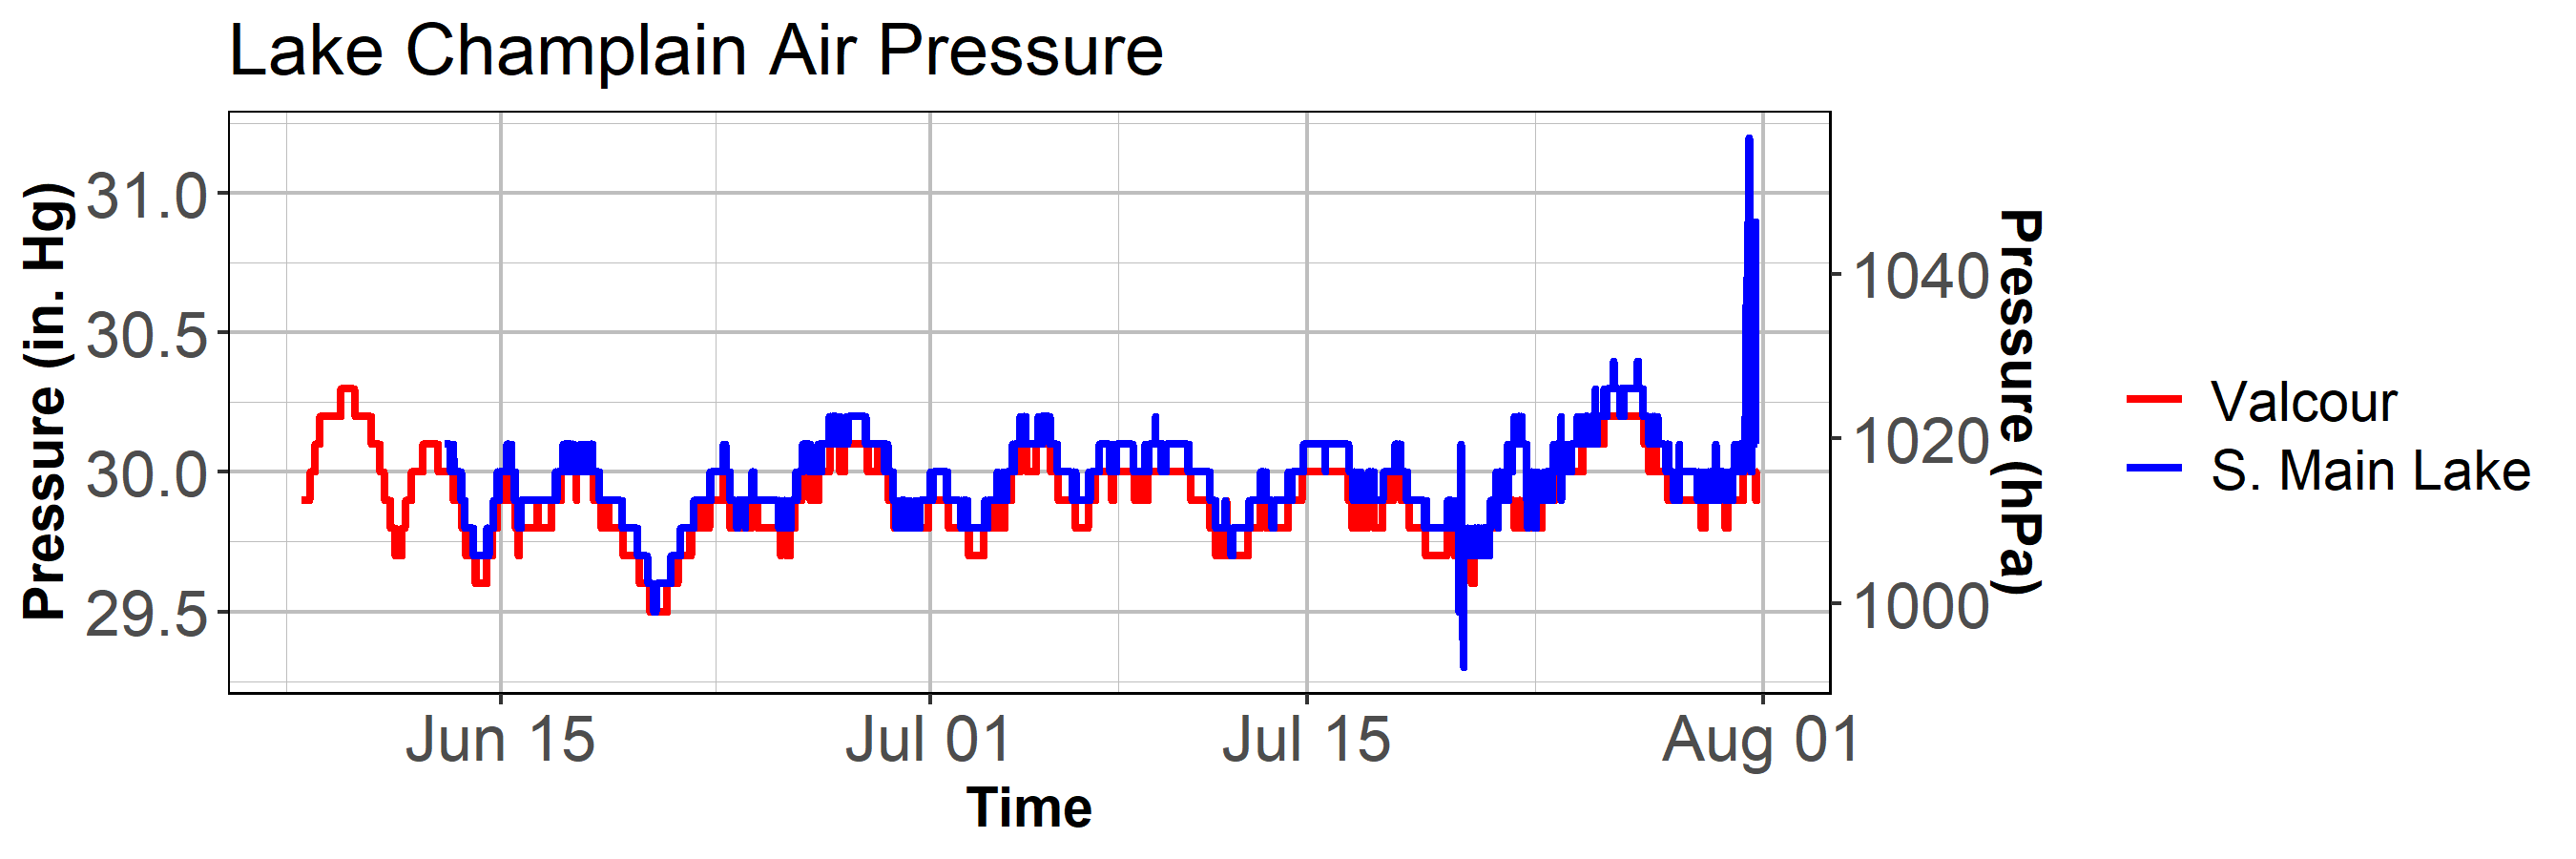 Lake Champlain Air Pressure
Pressure (in. Hg)
31.0
30.5
30.0
29.5
1040
1020
1000
Pressure (hPa)
Jun 15
Jul 01
Jul 15
Aug 01
Time
Valcour
S. Main Lake